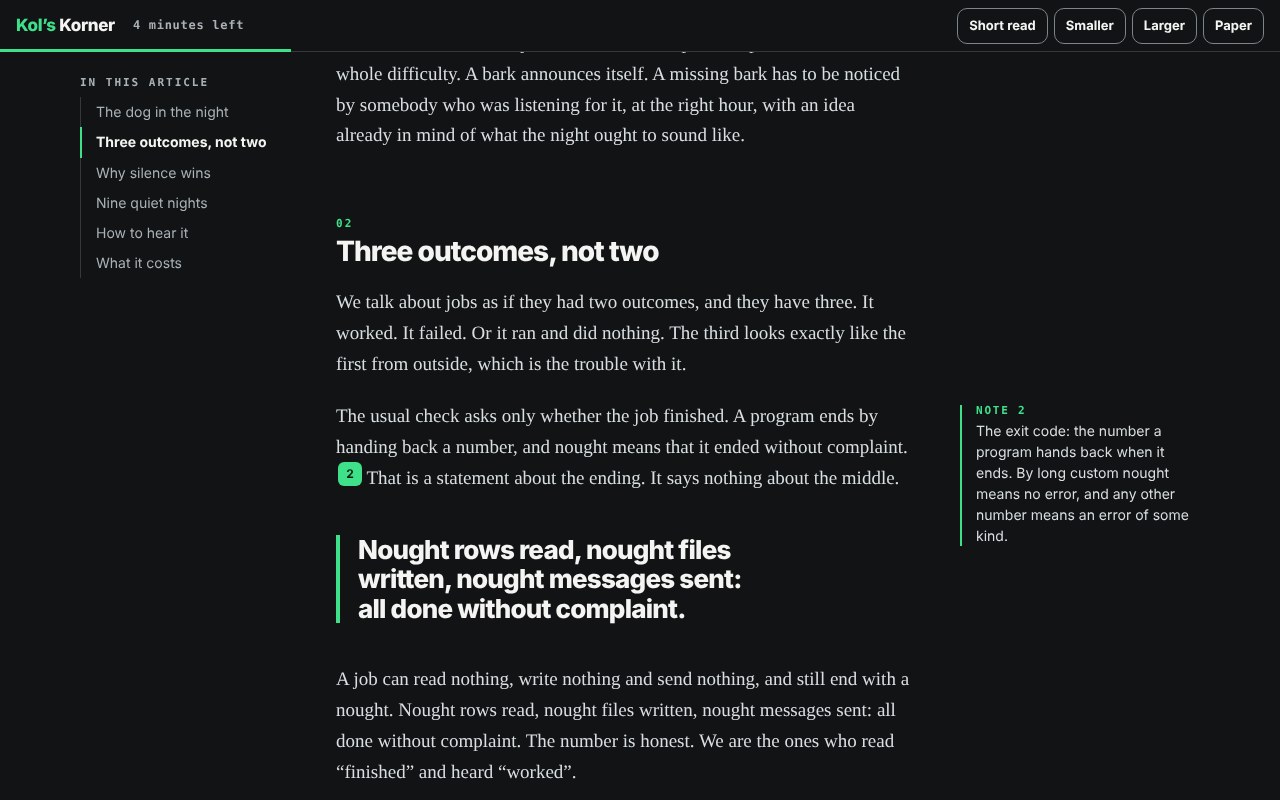 Kol's Korner
4 minutes left
Short read
Smaller
Larger
Paper
IN THIS ARTICLE
The dog in the night
Three outcomes, not two
Why silence wins
Nine quiet nights
How to hear it
What it costs
whole difficulty. A bark announces itself. A missing bark has to be noticed
by somebody who was listening for it, at the right hour, with an idea
already in mind of what the night ought to sound like.
02
Three outcomes, not two
We talk about jobs as if they had two outcomes, and they have three. It
worked. It failed. Or it ran and did nothing. The third looks exactly like the
first from outside, which is the trouble with it.
The usual check asks only whether the job finished. A program ends by
handing back a number, and nought means that it ended without complaint.
2 That is a statement about the ending. It says nothing about the middle.
NOTE 2
The exit code: the number a
program hands back when it
ends. By long custom nought
means no error, and any other
number means an error of some
kind.
Nought rows read, nought files
written, nought messages sent:
all done without complaint.
A job can read nothing, write nothing and send nothing, and still end with a
nought. Nought rows read, nought files written, nought messages sent: all
done without complaint. The number is honest. We are the ones who read
“finished” and heard “worked”.